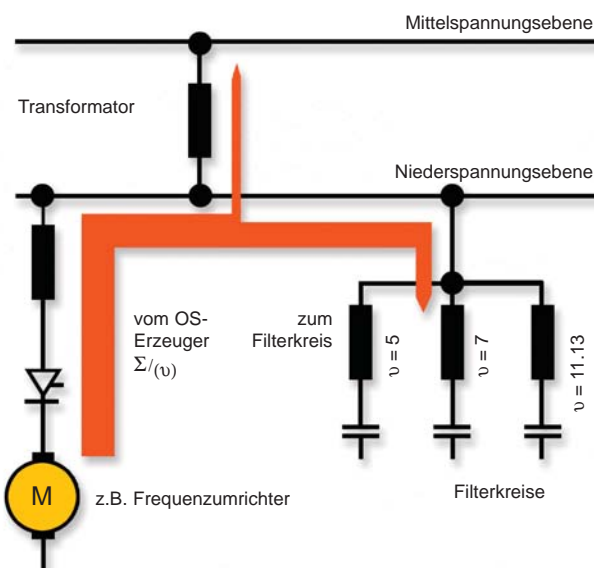 Mittelspannungsebene
Transformator
Niederspannungsebene
vom OS-
Erzeuger
Σ/(υ)
zum
Filterkreis
υ = 5
υ = 7
υ = 11.13
M
z.B. Frequenzumrichter
Filterkreise